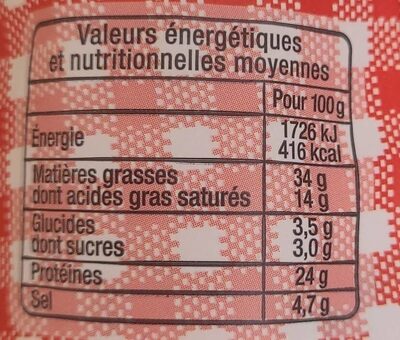 Valeurs énergétiques
et nutritionnelles moyennes
Pour 100g
Énergie 1726 kJ
416 kcal
Matières grasses 34 g
dont acides gras saturés 14 g
Glucides 3,5 g
dont sucres 3,0 g
Protéines 24 g
Sel 4,7 g